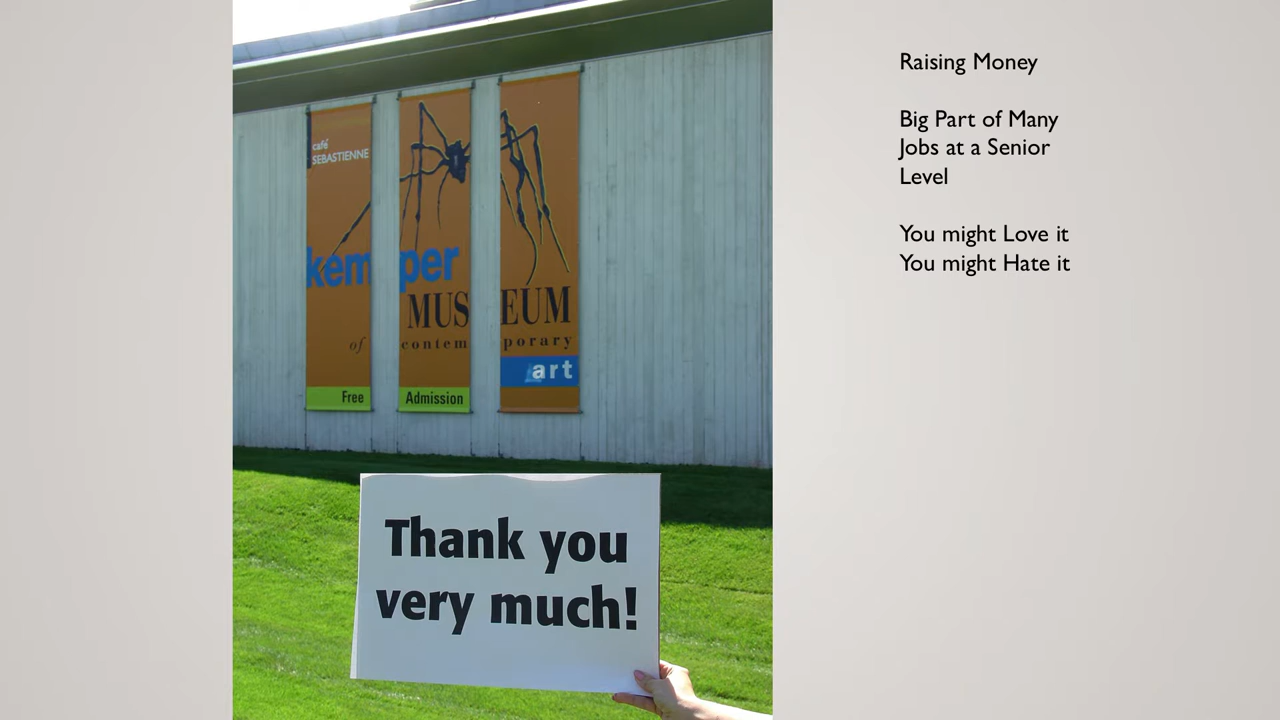 café
SEBASTIENNE
kemper
MUSEUM
of contemporary
art
Free Admission
Thank you
very much!
Raising Money
Big Part of Many
Jobs at a Senior
Level
You might Love it
You might Hate it